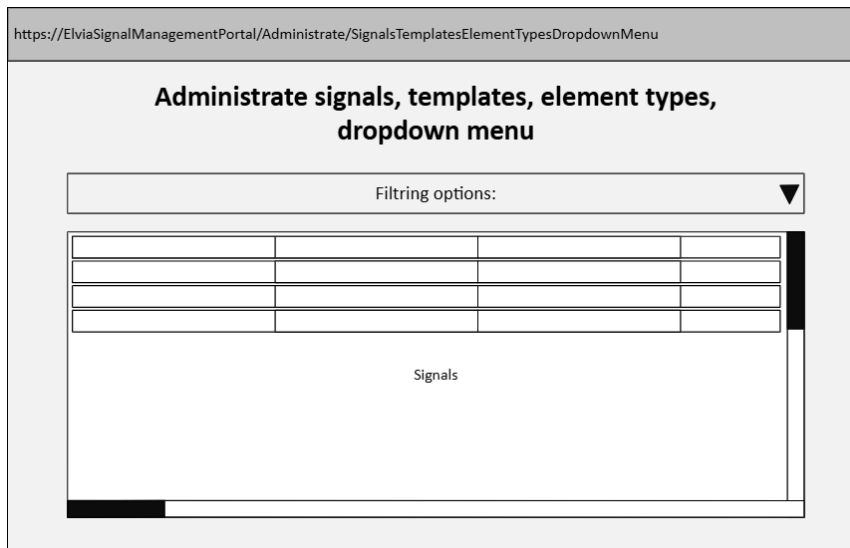 https://ElviaSignalManagementPortal/Administrate/SignalsTemplatesElementTypesDropdownMenu
Administrate signals, templates, element types,
dropdown menu
Filtring options:
Signals